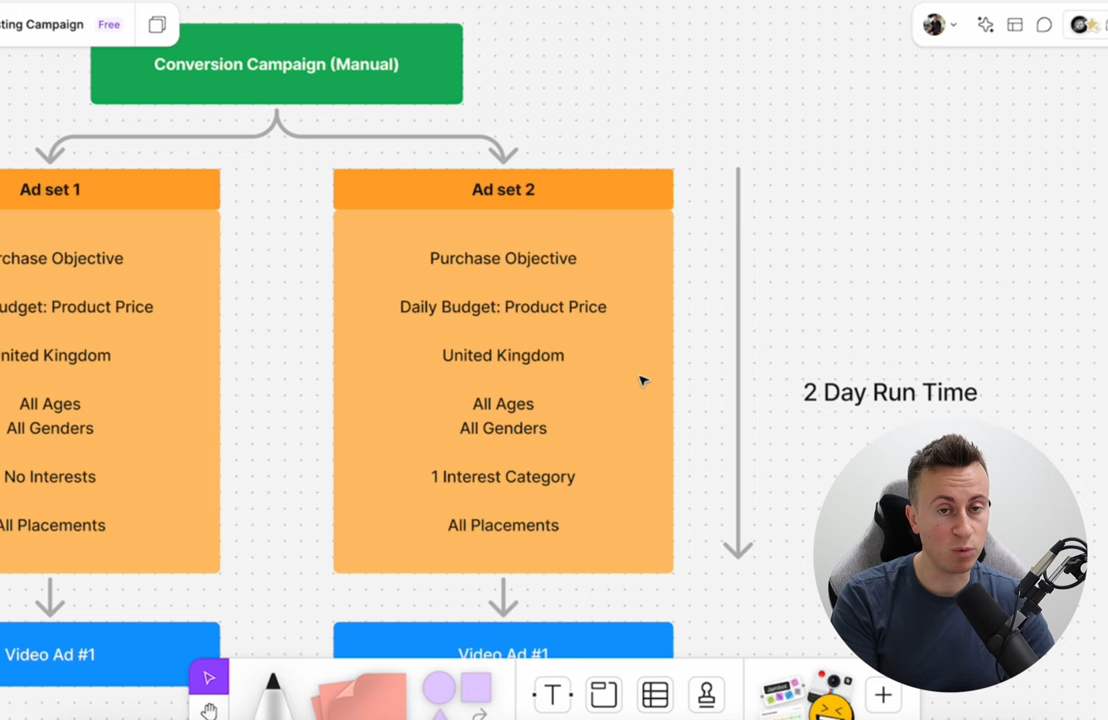 sting Campaign Free
Conversion Campaign (Manual)
Ad set 1
rchase Objective
udget: Product Price
nited Kingdom
All Ages
All Genders
No Interests
All Placements
Video Ad #1
Ad set 2
Purchase Objective
Daily Budget: Product Price
United Kingdom
All Ages
All Genders
1 Interest Category
All Placements
Video Ad #1
2 Day Run Time
T